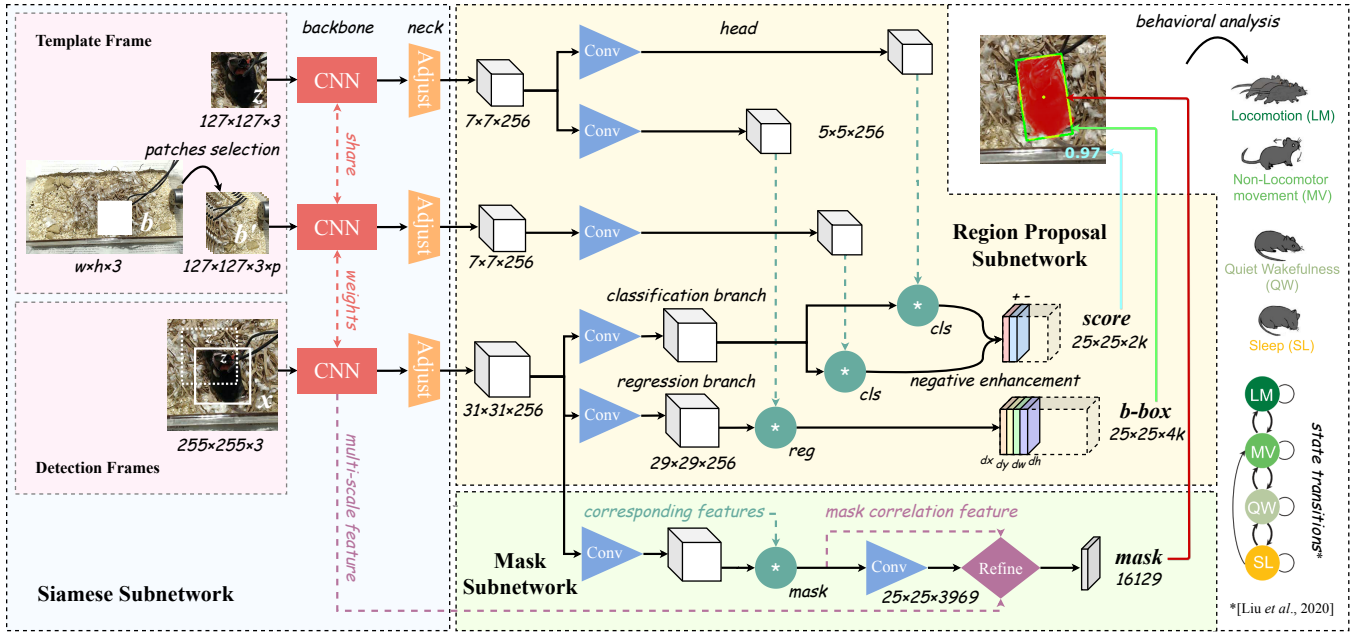 Template Frame
backbone
neck
head
behavioral analysis
z
127×127×3
CNN
Adjust
7×7×256
Conv
Conv
5×5×256
0.97
Locomotion (LM)
patches selection
share
b
b'
w×h×3
127×127×3×p
CNN
Adjust
7×7×256
Conv
Region Proposal
Subnetwork
Non-Locomotor
movement (MV)
Quiet Wakefulness
(QW)
Sleep (SL)
weights
z
x
255×255×3
Detection Frames
CNN
Adjust
31×31×256
classification branch
Conv
*
cls
*
cls
+ -
negative enhancement
score
25×25×2k
regression branch
Conv
29×29×256
*
reg
dx dy dw dh
b-box
25×25×4k
LM
MV
QW
SL
state transitions*
multi-scale feature
Siamese Subnetwork
Mask
Subnetwork
corresponding features
mask correlation feature
Conv
*
mask
Conv
25×25×3969
Refine
mask
16129
*[Liu et al., 2020]